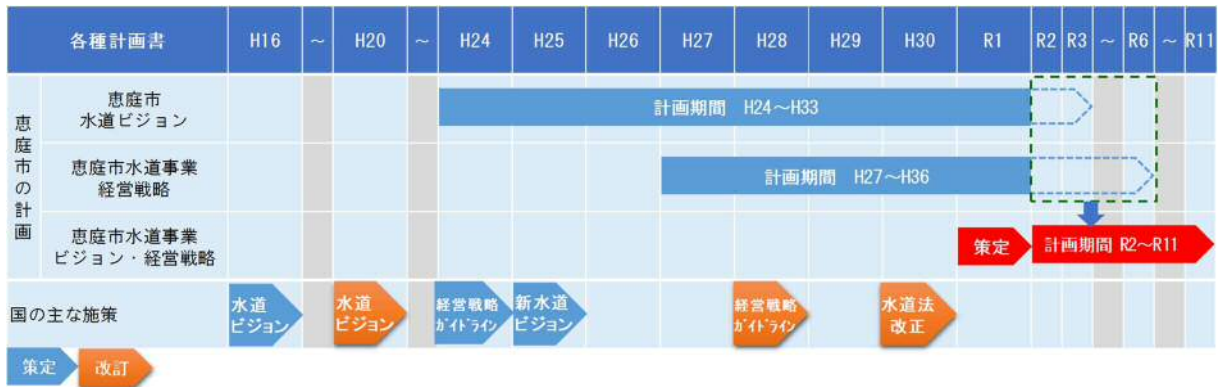 各種計画書 H16 ～ H20 ～ H24 H25 H26 H27 H28 H29 H30 R1 R2 R3 ～ R6 ～ R11
恵庭市の計画
恵庭市
水道ビジョン
計画期間 H24～H33
恵庭市水道事業
経営戦略
計画期間 H27～H36
恵庭市水道事業
ビジョン・経営戦略
策定
計画期間 R2～R11
国の主な施策
水道
ビジョン
水道
ビジョン
経営戦略
ｶﾞｲﾄﾞﾗｲﾝ
新水道
ビジョン
経営戦略
ｶﾞｲﾄﾞﾗｲﾝ
水道法
改正
策定
改訂